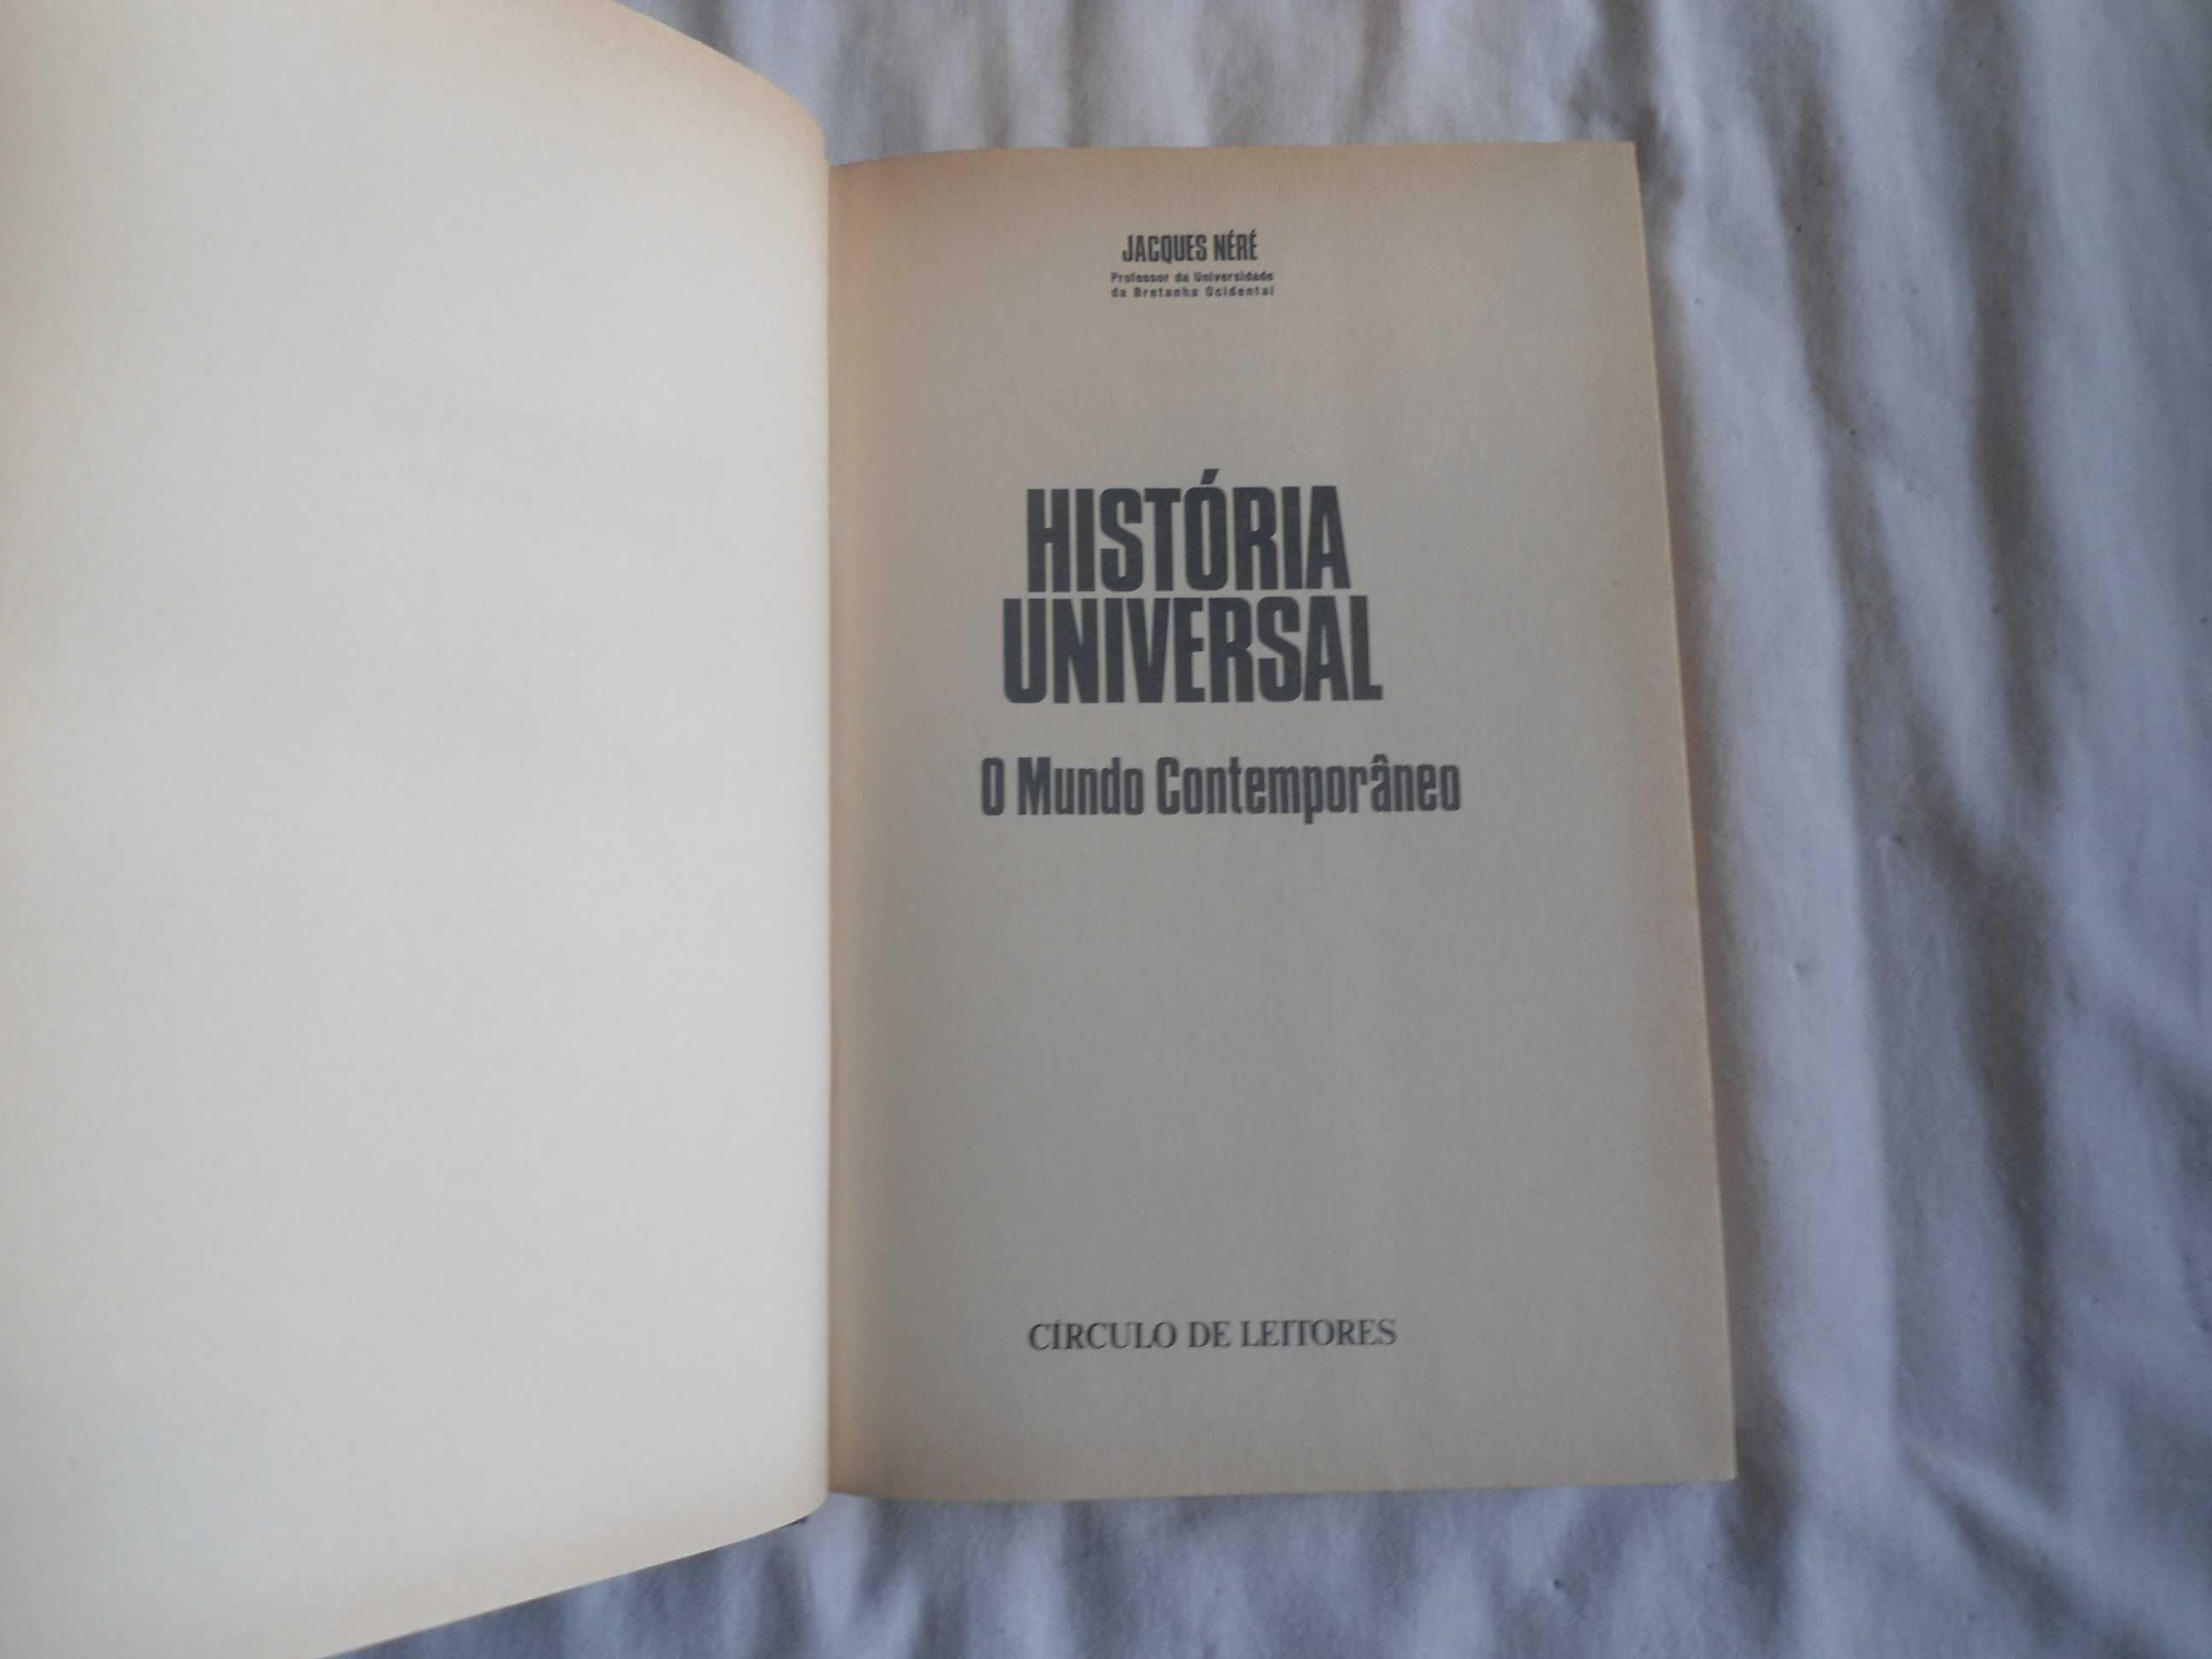 JACQUES NÉRÉ
Professor da Universidade
da Bretanha Ocidental
HISTÓRIA
UNIVERSAL
O Mundo Contemporâneo
CÍRCULO DE LEITORES